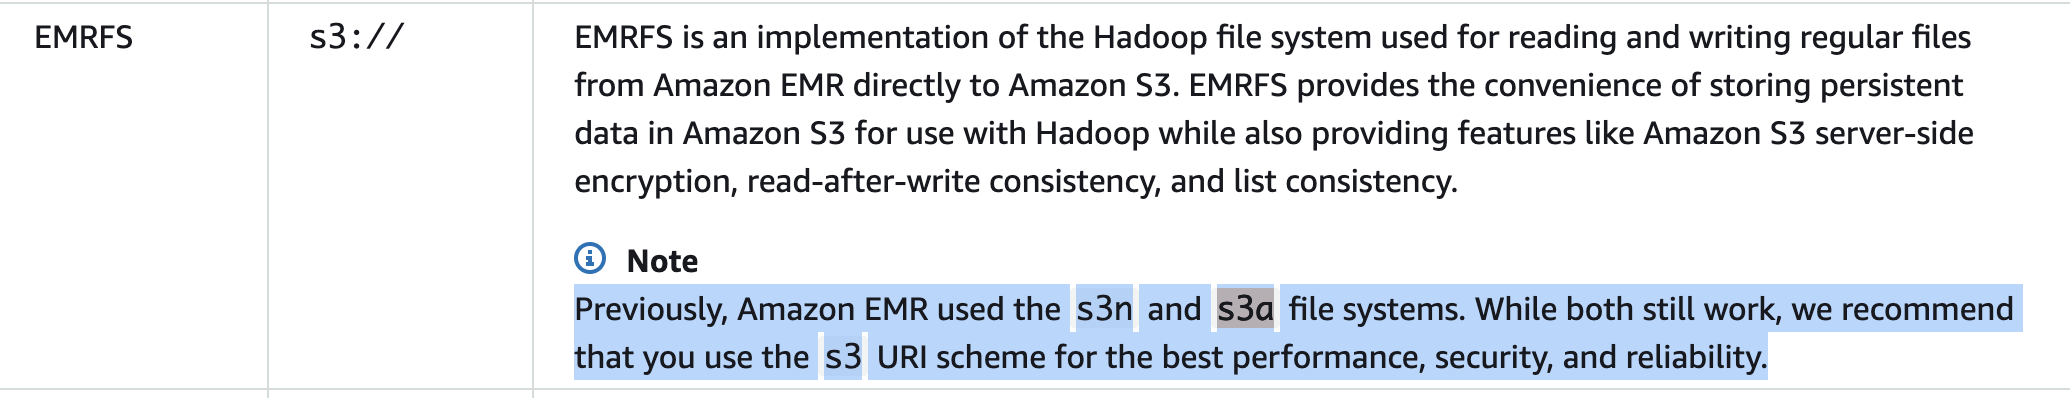 EMRFS
s3://
EMRFS is an implementation of the Hadoop file system used for reading and writing regular files
from Amazon EMR directly to Amazon S3. EMRFS provides the convenience of storing persistent
data in Amazon S3 for use with Hadoop while also providing features like Amazon S3 server-side
encryption, read-after-write consistency, and list consistency.
Note
Previously, Amazon EMR used the s3n and s3a file systems. While both still work, we recommend
that you use the s3 URI scheme for the best performance, security, and reliability.